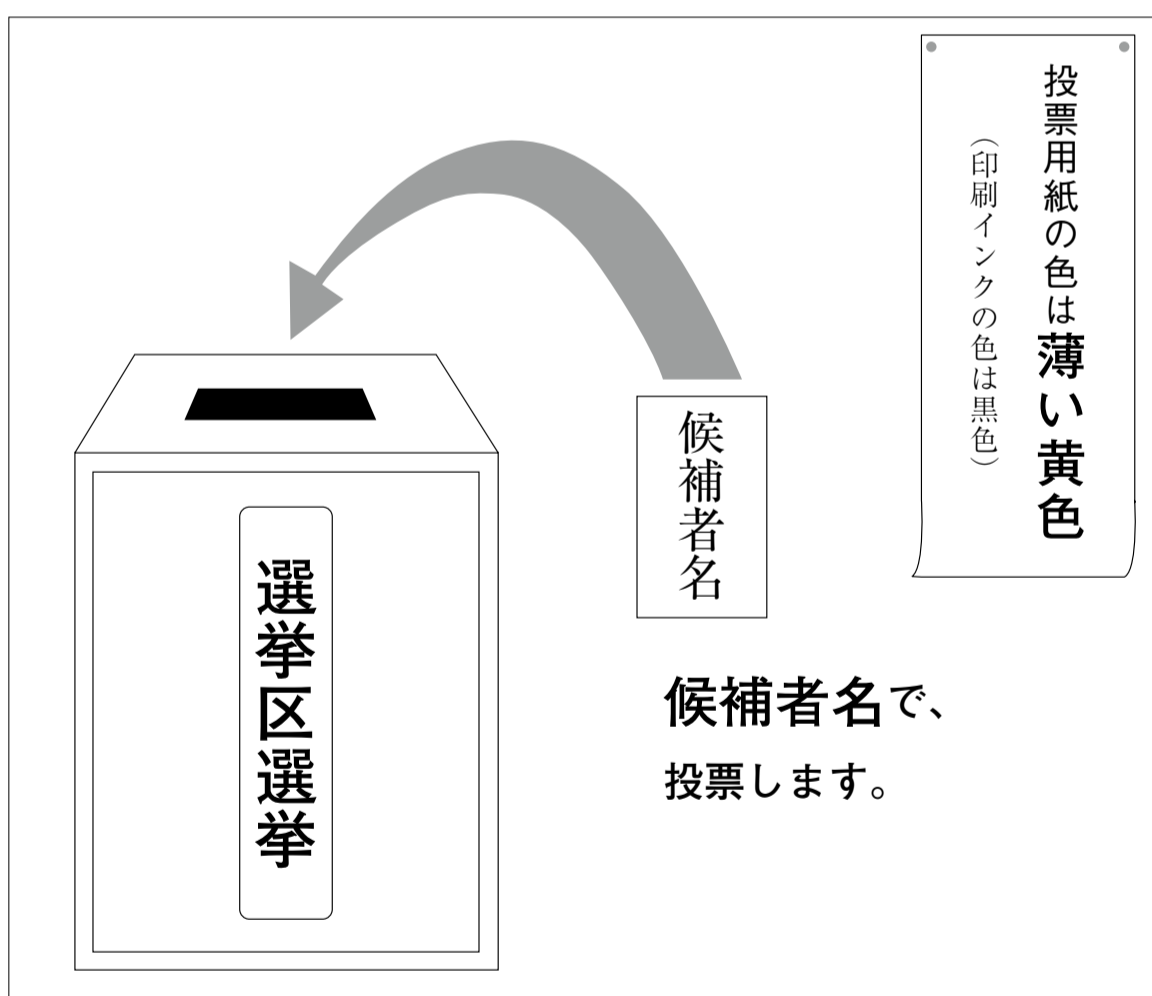 投票用紙の色は薄い黄色
（印刷インクの色は黒色）
候補者名
選挙区選挙
候補者名で、
投票します。